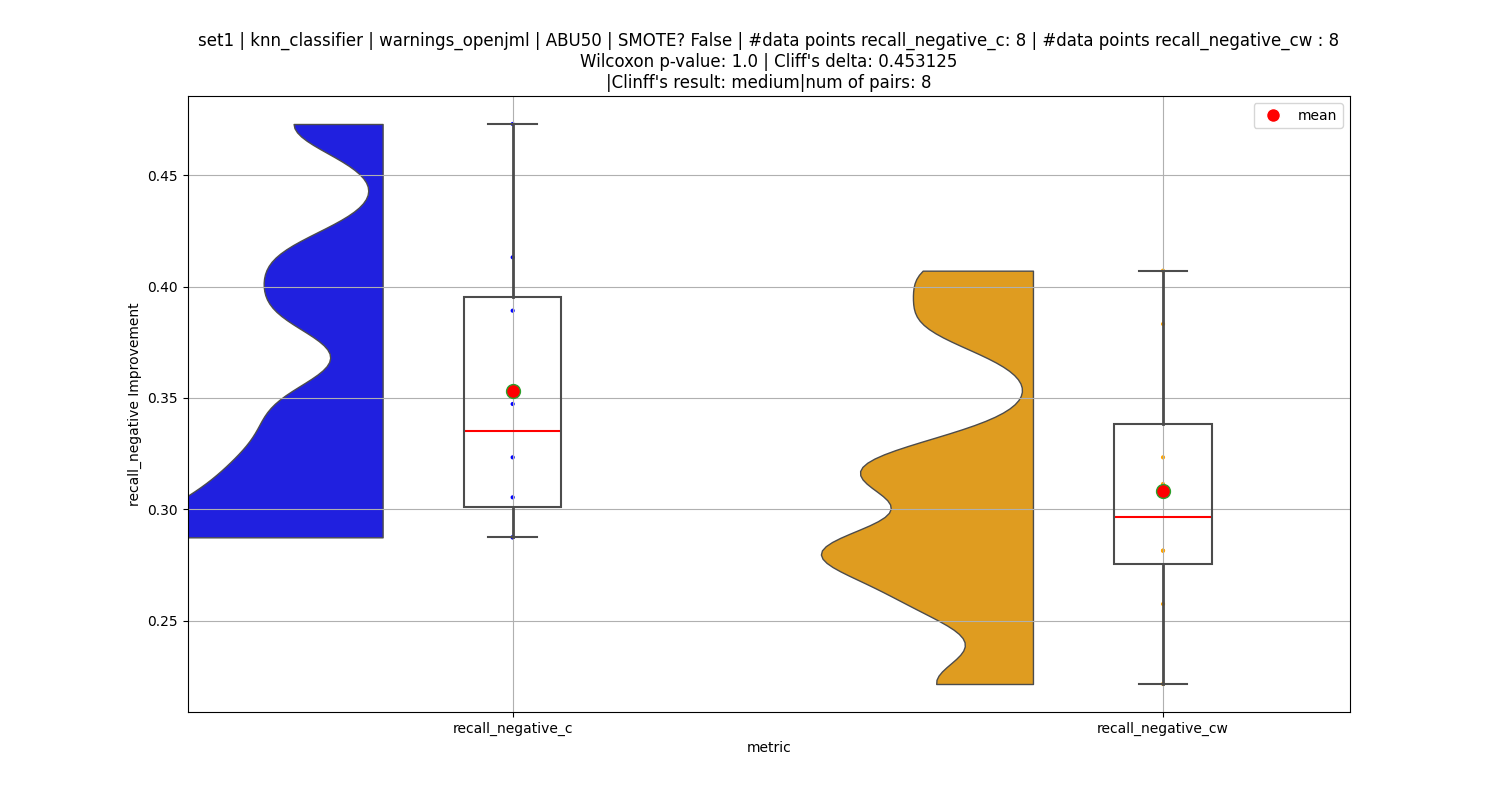 set1 | knn_classifier | warnings_openjml | ABU50 | SMOTE? False | #data points recall_negative_c: 8 | #data points recall_negative_cw : 8
Wilcoxon p-value: 1.0 | Cliff's delta: 0.453125
|Clinff's result: medium|num of pairs: 8
mean
0.45
0.40
0.35
0.30
0.25
recall_negative Improvement
recall_negative_c
recall_negative_cw
metric